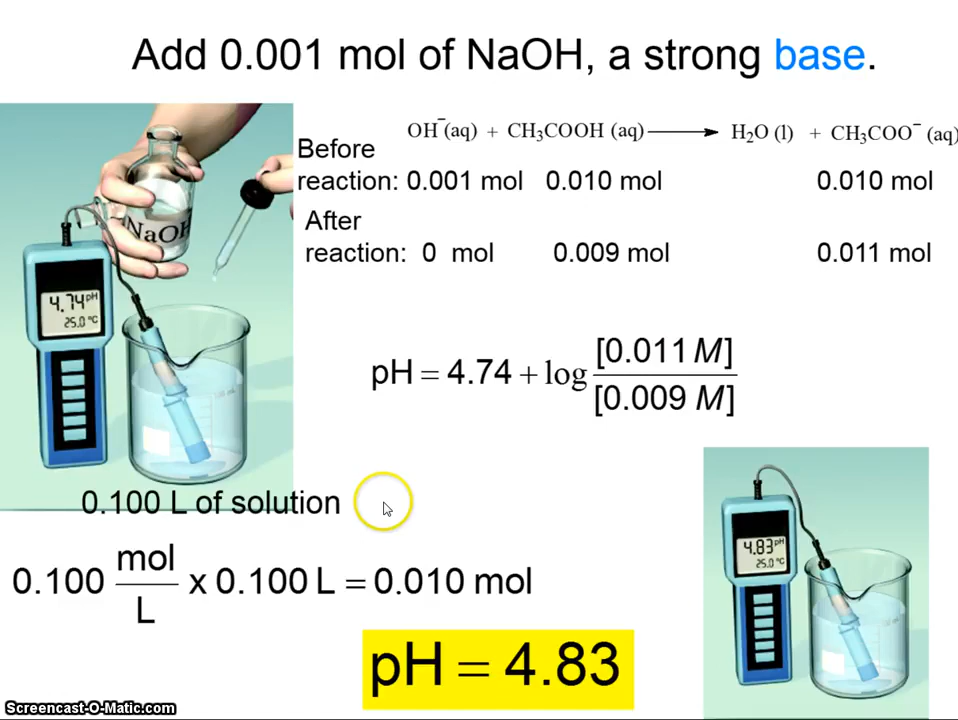 Add 0.001 mol of NaOH, a strong base.
OH⁻(aq) + CH₃COOH (aq) ⟶ H₂O (l) + CH₃COO⁻ (aq)
Before
reaction: 0.001 mol 0.010 mol 0.010 mol
After
reaction: 0 mol 0.009 mol 0.011 mol
NaOH
4.74 pH
25.0 °C
pH = 4.74 + log [0.011 M] / [0.009 M]
0.100 L of solution
0.100 mol/L x 0.100 L = 0.010 mol
4.83 pH
25.0 °C
pH = 4.83
Screencast-O-Matic.com